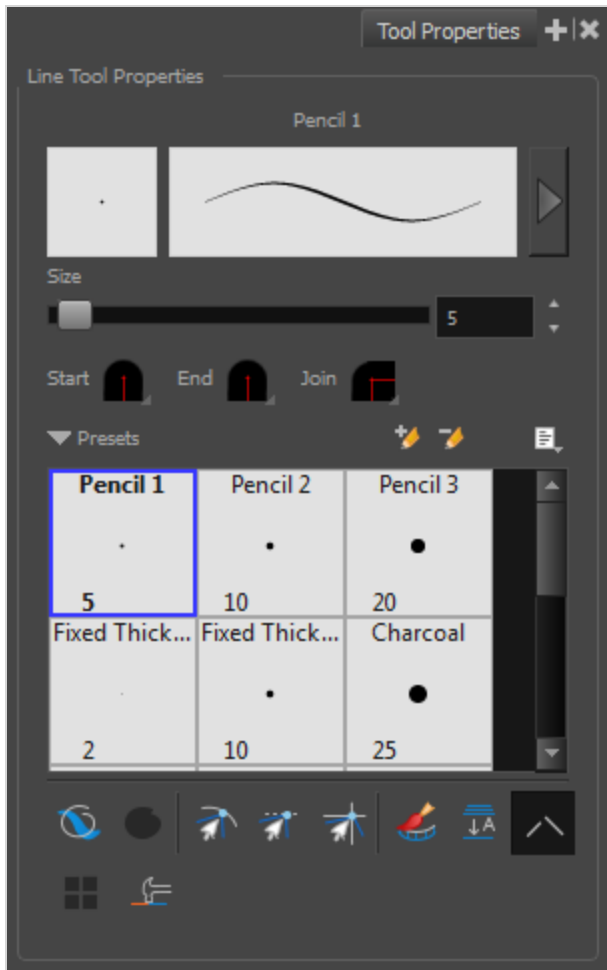 Tool Properties
Line Tool Properties
Pencil 1
Size
5
Start End Join
Presets
Pencil 1 Pencil 2 Pencil 3
5 10 20
Fixed Thick... Fixed Thick... Charcoal
2 10 25
A